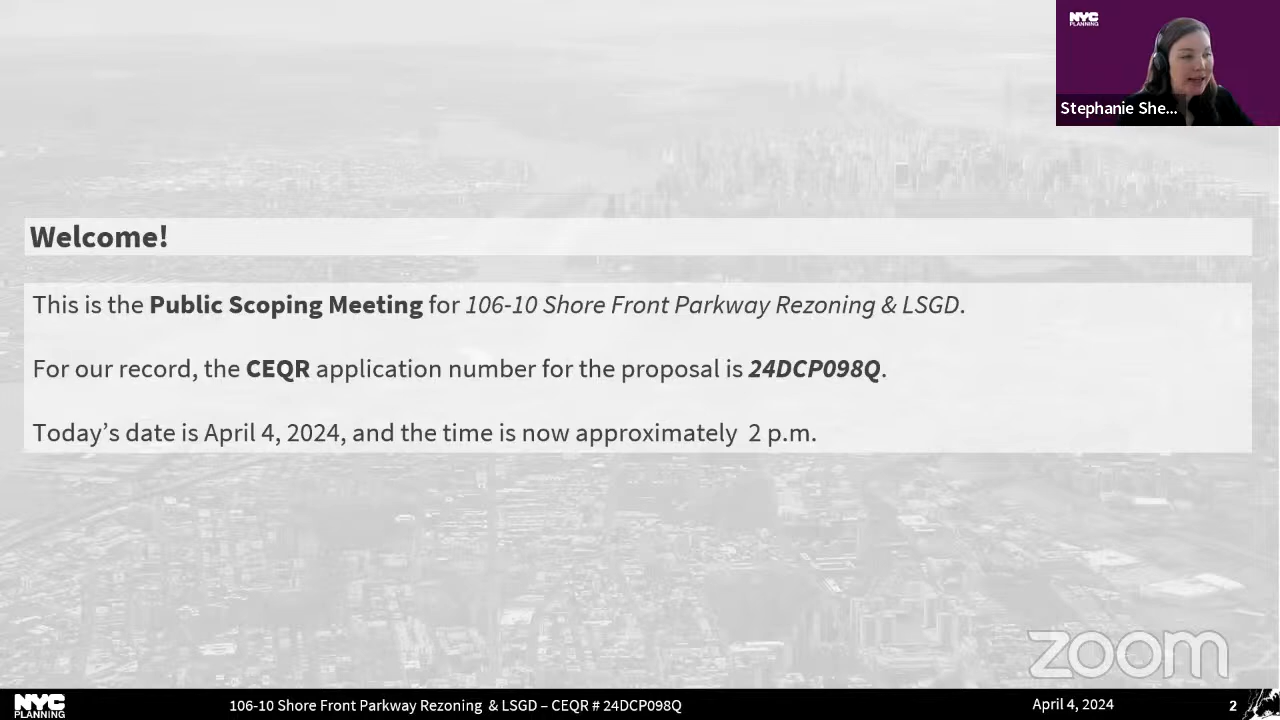 NYC
PLANNING
Stephanie She...
Welcome!
This is the Public Scoping Meeting for 106-10 Shore Front Parkway Rezoning & LSGD.
For our record, the CEQR application number for the proposal is 24DCP098Q.
Today’s date is April 4, 2024, and the time is now approximately 2 p.m.
zoom
NYC
PLANNING
106-10 Shore Front Parkway Rezoning & LSGD – CEQR # 24DCP098Q
April 4, 2024
2